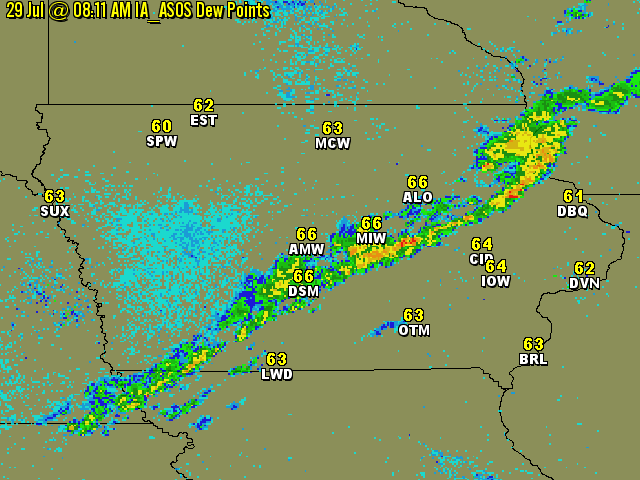 29 Jul @ 08:11 AM IA_ASOS Dew Points
62
EST
60
SPW
63
MCW
63
SUX
66
ALO
61
DBQ
66
MIW
66
AMW
64
CID
64
IOW
62
DVN
66
DSM
63
OTM
63
BRL
63
LWD